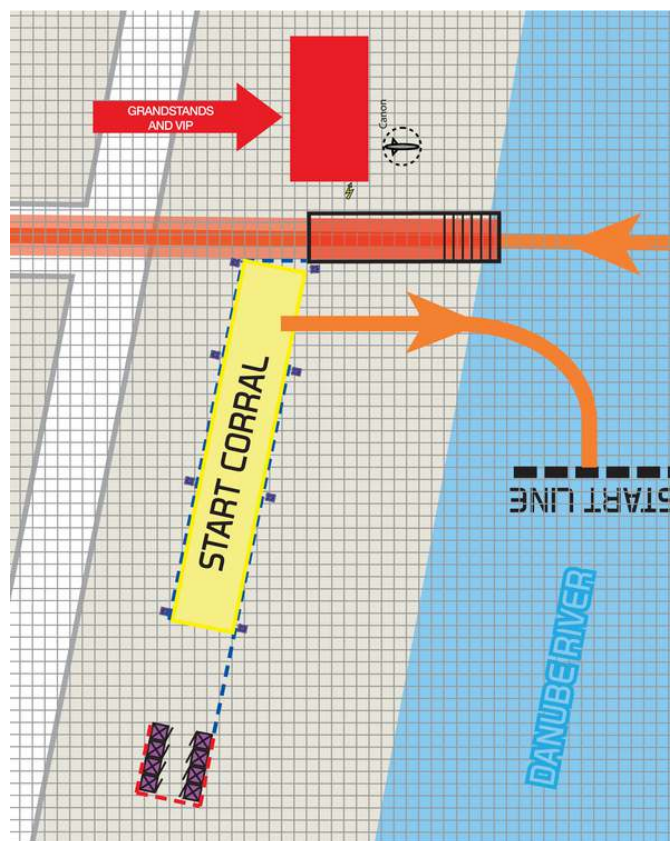 GRANDSTANDS
AND VIP
Canon
START CORRAL
START LINE
DANUBE RIVER